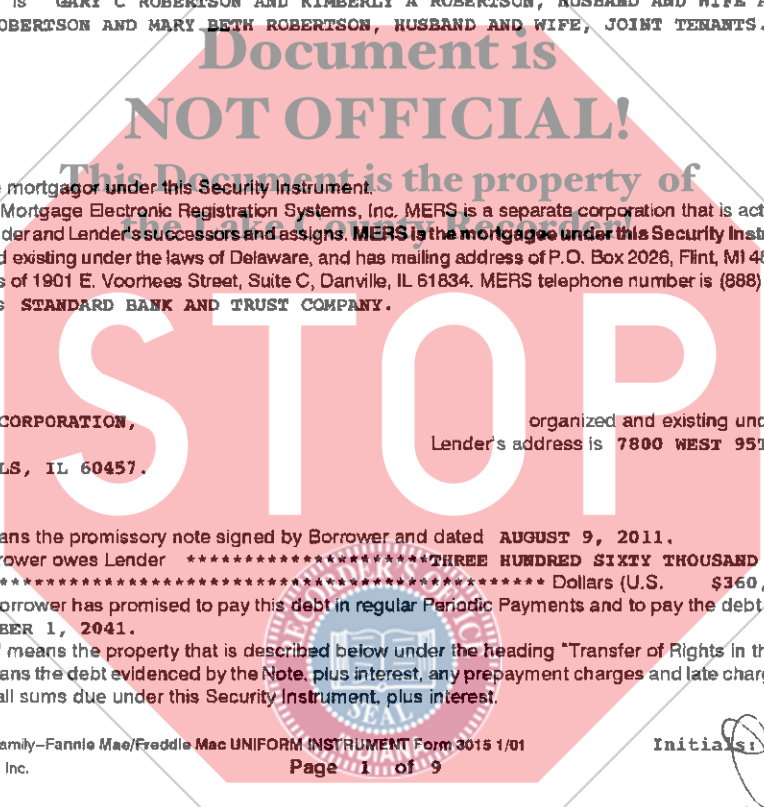 is GARY C ROBERTSON AND KIMBERLY A ROBERTSON, HUSBAND AND WIFE
OBERTSON AND MARY BETH ROBERTSON, HUSBAND AND WIFE, JOINT TENANTS.
Document is
NOT OFFICIAL!
This Document is the property of
the Lake County Recorder!
mortgagor under this Security Instrument.
Mortgage Electronic Registration Systems, Inc. MERS is a separate corporation that is act
der and Lender's successors and assigns. MERS is the mortgagee under this Security Inst
d existing under the laws of Delaware, and has mailing address of P.O. Box 2026, Flint, MI 4
s of 1901 E. Voorhees Street, Suite C, Danville, IL 61834. MERS telephone number is (888)
STANDARD BANK AND TRUST COMPANY.
STOP
CORPORATION,
organized and existing und
Lender's address is 7800 WEST 95T
LS, IL 60457.
ans the promissory note signed by Borrower and dated AUGUST 9, 2011.
rower owes Lender ***********************THREE HUNDRED SIXTY THOUSAND
************************************************** Dollars (U.S. $360,
orrower has promised to pay this debt in regular Periodic Payments and to pay the debt
BER 1, 2041.
means the property that is described below under the heading "Transfer of Rights in th
ans the debt evidenced by the Note, plus interest, any prepayment charges and late charg
all sums due under this Security Instrument, plus interest.
SEAL
INDIANA
amily–Fannie Mae/Freddie Mac UNIFORM INSTRUMENT Form 3015 1/01
Initials:
Inc.
Page 1 of 9